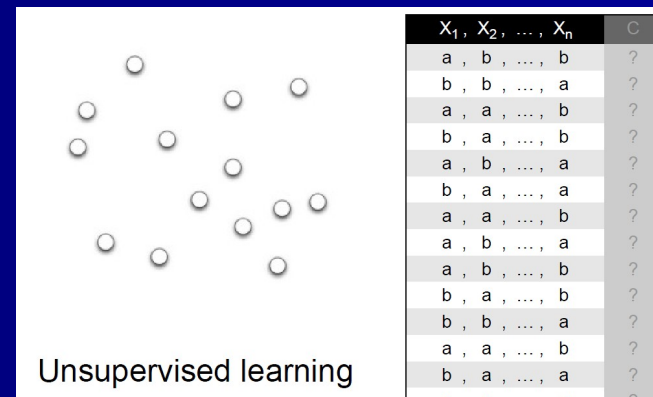 X1, X2, ..., Xn C
a, b, ..., b ?
b, b, ..., a ?
a, a, ..., b ?
b, a, ..., b ?
a, b, ..., a ?
b, a, ..., a ?
a, a, ..., b ?
a, b, ..., a ?
a, b, ..., b ?
b, a, ..., b ?
b, b, ..., a ?
a, a, ..., b ?
b, a, ..., a ?
Unsupervised learning